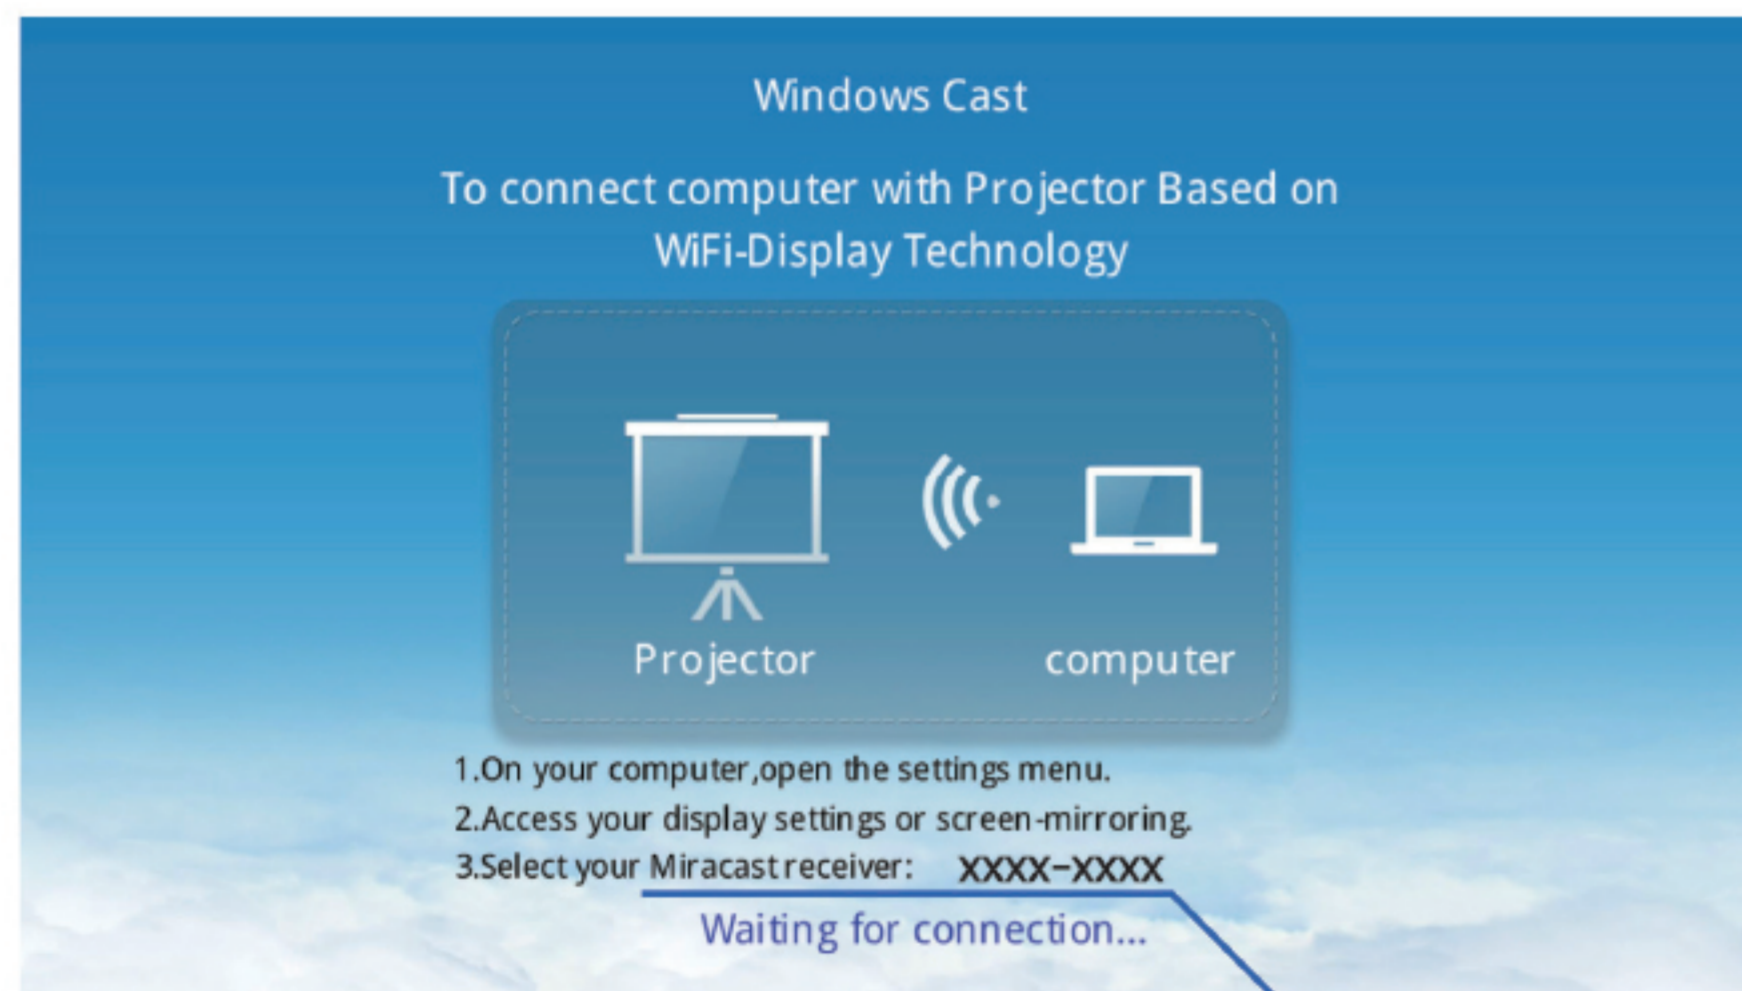 Windows Cast
To connect computer with Projector Based on
WiFi-Display Technology
Projector
computer
1.On your computer,open the settings menu.
2.Access your display settings or screen-mirroring.
3.Select your Miracast receiver: XXXX-XXXX
Waiting for connection...